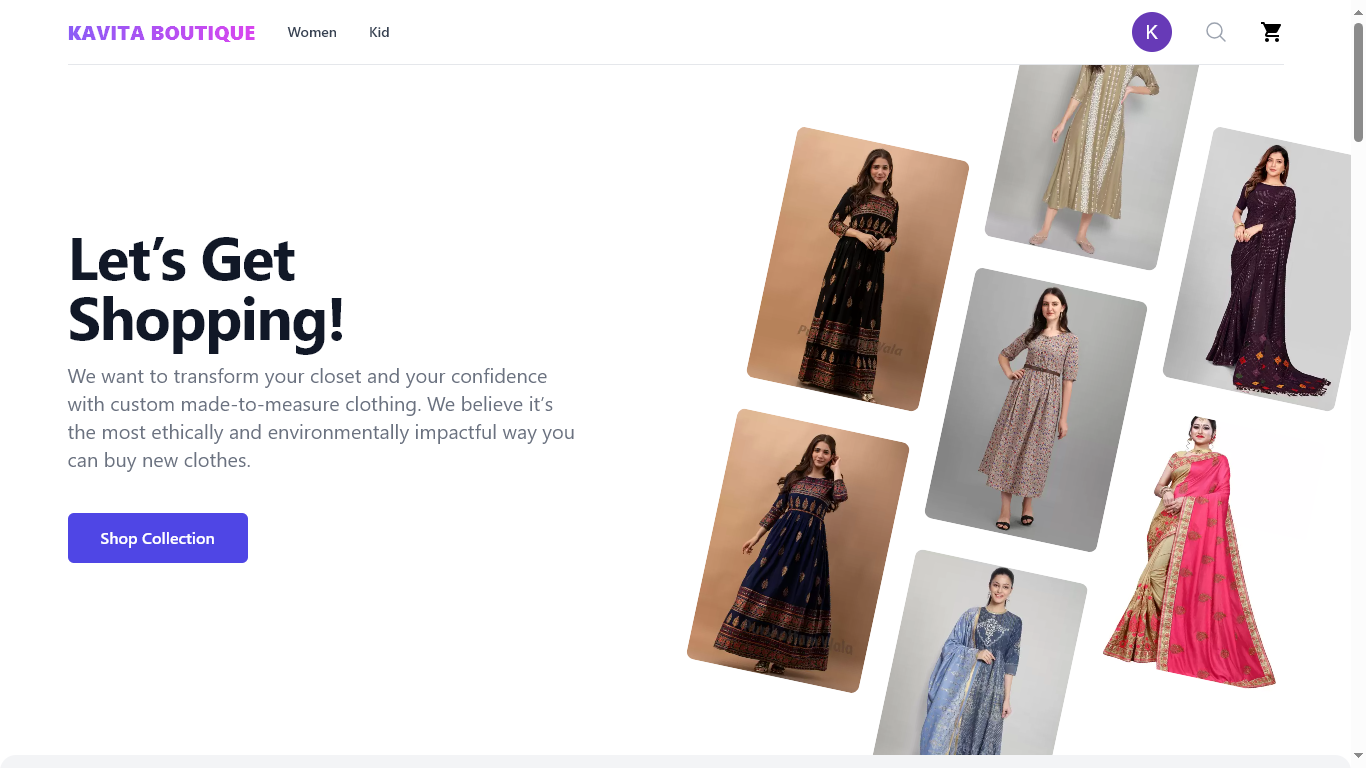 KAVITA BOUTIQUE
Women
Kid
K
Let’s Get
Shopping!
We want to transform your closet and your confidence
with custom made-to-measure clothing. We believe it’s
the most ethically and environmentally impactful way you
can buy new clothes.
Shop Collection